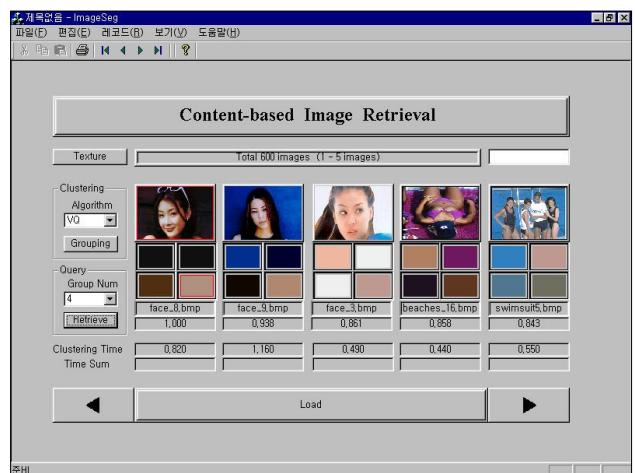 제목없음 - ImageSeg
파일(F) 편집(E) 레코드(R) 보기(V) 도움말(H)
Content-based Image Retrieval
Texture Total 600 images (1 - 5 images)
Clustering
Algorithm
VQ
Grouping
Query
Group Num
4
Retrieve
face_8.bmp face_9.bmp face_3.bmp beaches_16.bmp swimsuit5.bmp
1,000 0,938 0,861 0,858 0,843
Clustering Time 0,820 1,160 0,490 0,440 0,550
Time Sum
Load
준비